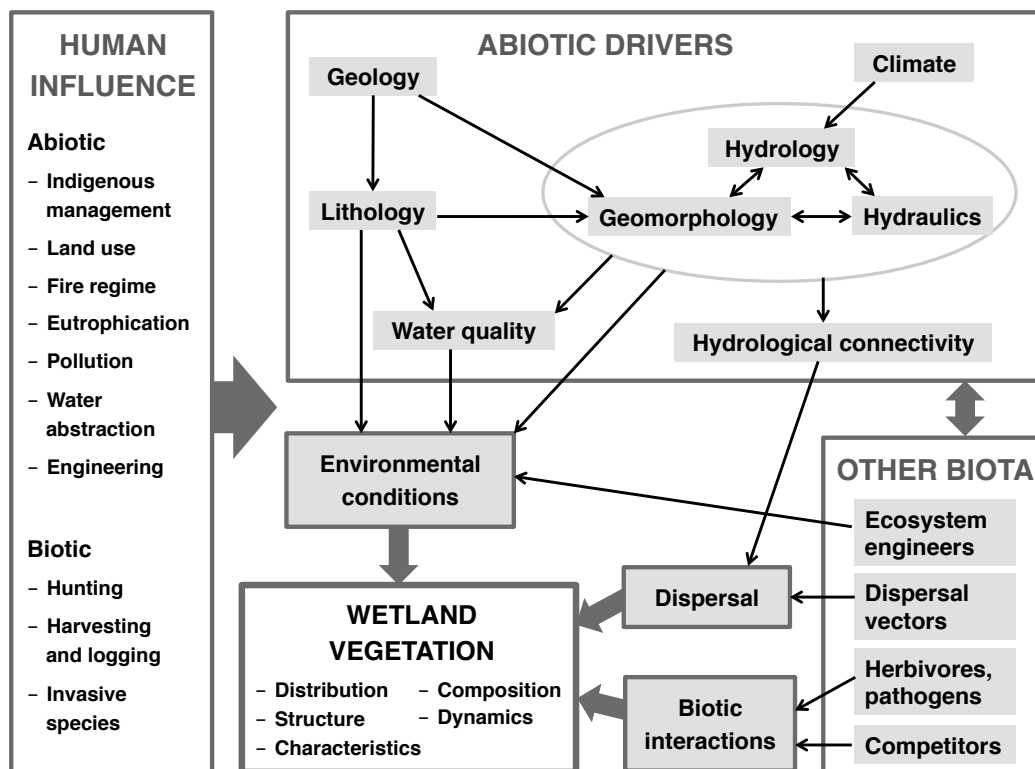 HUMAN
INFLUENCE
Abiotic
– Indigenous
management
– Land use
– Fire regime
– Eutrophication
– Pollution
– Water
abstraction
– Engineering
Biotic
– Hunting
– Harvesting
and logging
– Invasive
species
ABIOTIC DRIVERS
Geology
Climate
Hydrology
Lithology
Geomorphology
Hydraulics
Water quality
Hydrological connectivity
Environmental
conditions
OTHER BIOTA
Ecosystem
engineers
Dispersal
vectors
Herbivores,
pathogens
Competitors
Dispersal
Biotic
interactions
WETLAND
VEGETATION
– Distribution
– Structure
– Characteristics
– Composition
– Dynamics